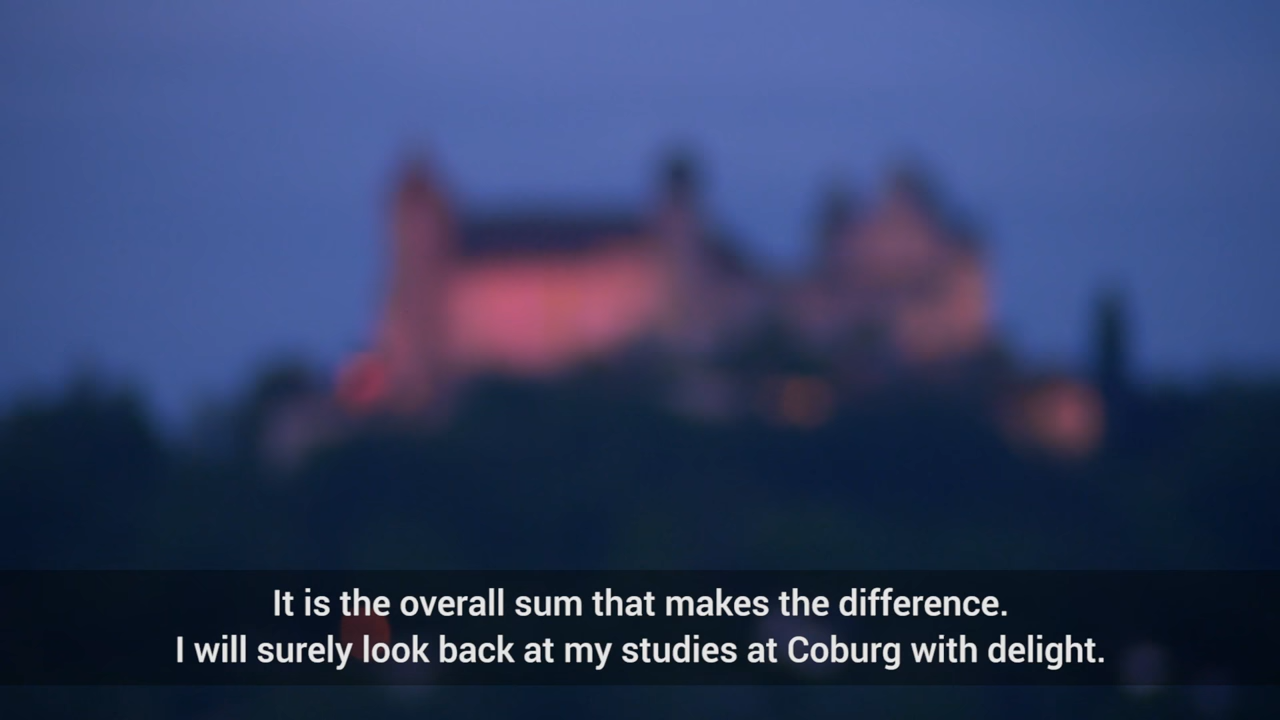 It is the overall sum that makes the difference.
I will surely look back at my studies at Coburg with delight.